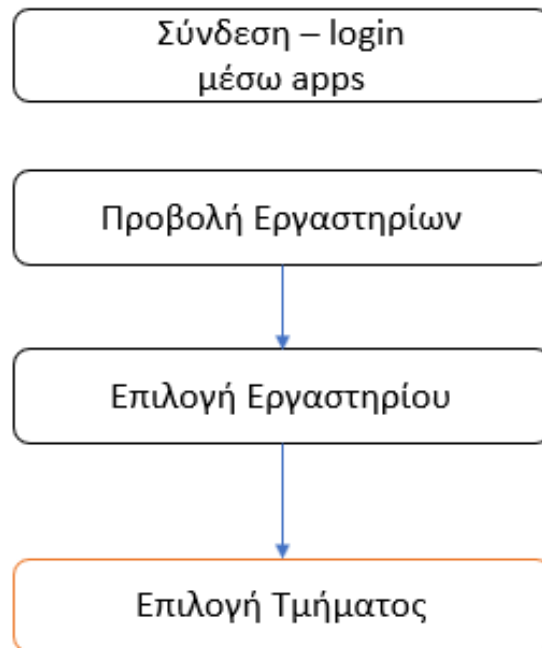 Σύνδεση – login
μέσω apps
Προβολή Εργαστηρίων
Επιλογή Εργαστηρίου
Επιλογή Τμήματος